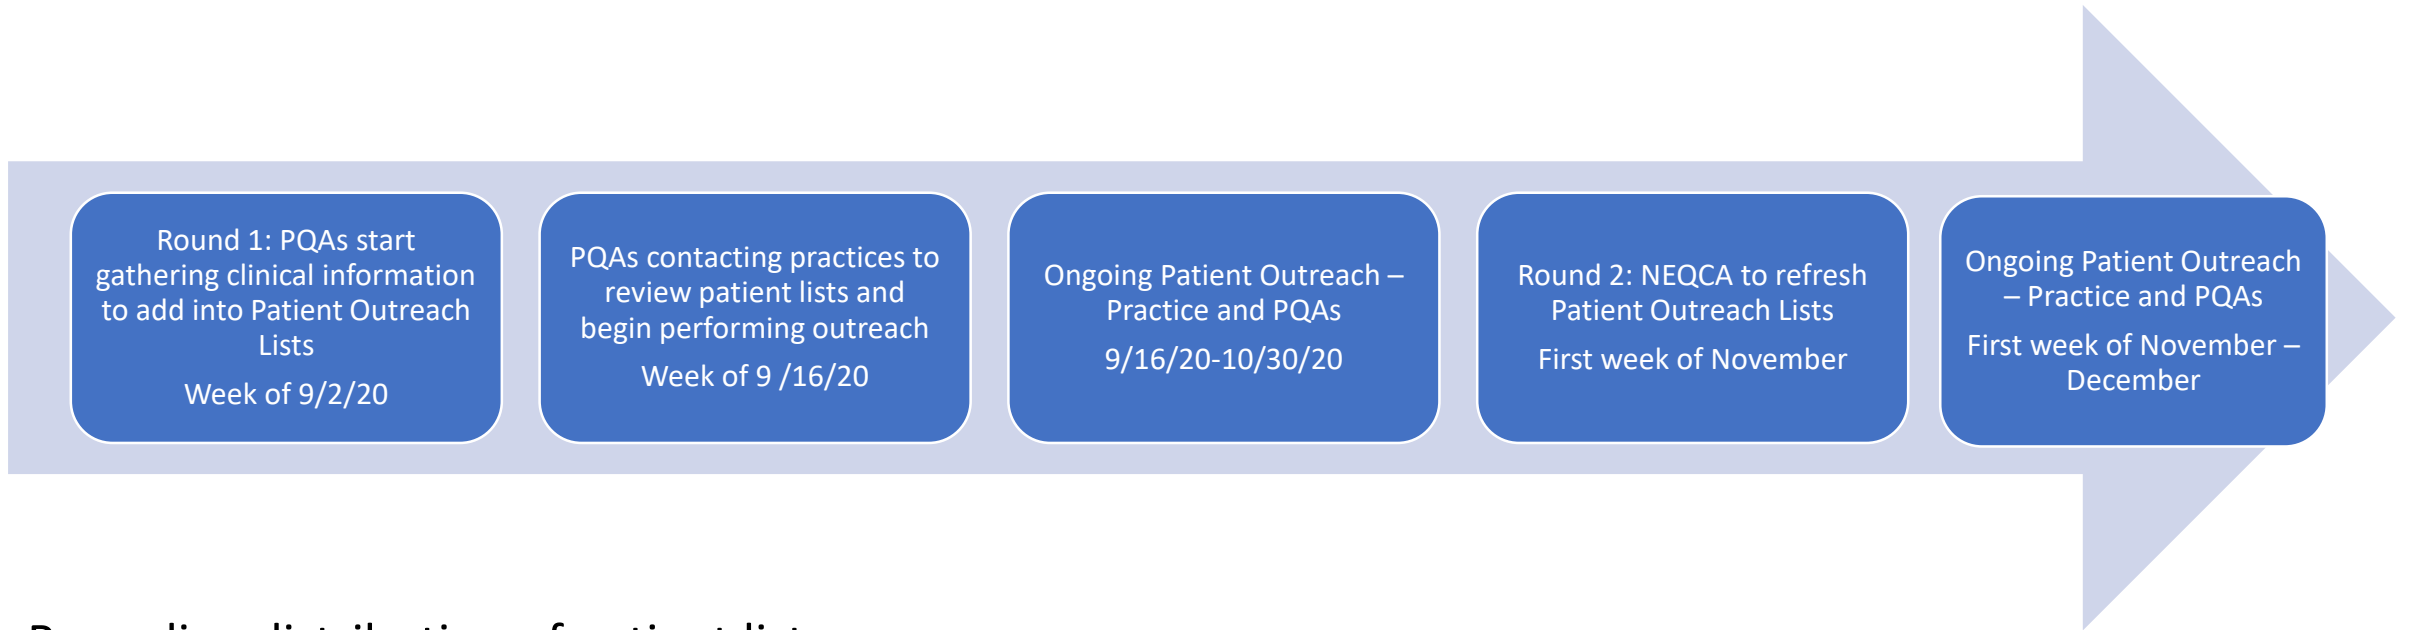 Round 1: PQAs start
gathering clinical information
to add into Patient Outreach
Lists
Week of 9/2/20
PQAs contacting practices to
review patient lists and
begin performing outreach
Week of 9 /16/20
Ongoing Patient Outreach –
Practice and PQAs
9/16/20-10/30/20
Round 2: NEQCA to refresh
Patient Outreach Lists
First week of November
Ongoing Patient Outreach
– Practice and PQAs
First week of November –
December